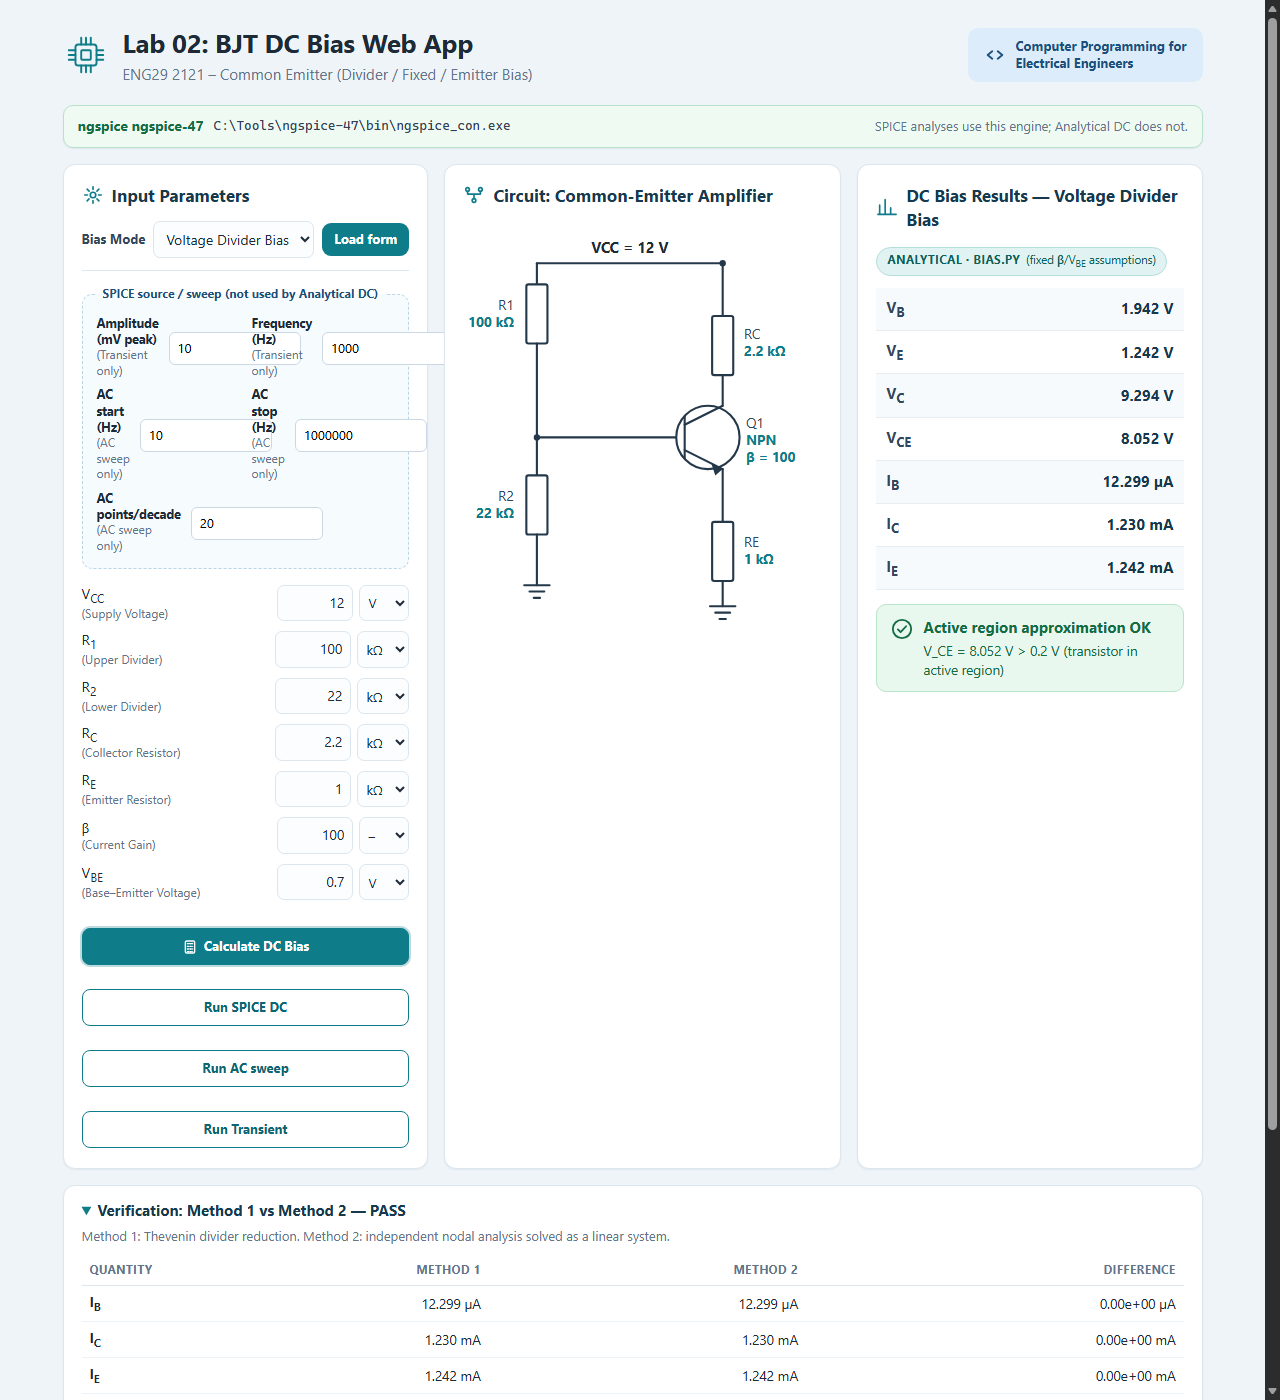 Lab 02: BJT DC Bias Web App
ENG29 2121 – Common Emitter (Divider / Fixed / Emitter Bias)
Computer Programming for
Electrical Engineers
ngspice ngspice-47 C:\Tools\ngspice-47\bin\ngspice_con.exe
SPICE analyses use this engine; Analytical DC does not.
Input Parameters
Bias Mode Voltage Divider Bias Load form
SPICE source / sweep (not used by Analytical DC)
Amplitude
(mV peak)
(Transient
only)
10
Frequency
(Hz)
(Transient
only)
1000
AC
start
(Hz)
(AC
sweep
only)
10
AC
stop
(Hz)
(AC
sweep
only)
1000000
AC
points/decade
(AC sweep
only)
20
VCC 12 V
(Supply Voltage)
R1 100 kΩ
(Upper Divider)
R2 22 kΩ
(Lower Divider)
RC 2.2 kΩ
(Collector Resistor)
RE 1 kΩ
(Emitter Resistor)
β 100 –
(Current Gain)
VBE 0.7 V
(Base–Emitter Voltage)
Calculate DC Bias
Run SPICE DC
Run AC sweep
Run Transient
Circuit: Common-Emitter Amplifier
VCC = 12 V
R1
100 kΩ
RC
2.2 kΩ
Q1
NPN
β = 100
R2
22 kΩ
RE
1 kΩ
DC Bias Results — Voltage Divider
Bias
ANALYTICAL · BIAS.PY (fixed β/VBE assumptions)
VB 1.942 V
VE 1.242 V
VC 9.294 V
VCE 8.052 V
IB 12.299 µA
IC 1.230 mA
IE 1.242 mA
Active region approximation OK
V_CE = 8.052 V > 0.2 V (transistor in
active region)
▼ Verification: Method 1 vs Method 2 — PASS
Method 1: Thevenin divider reduction. Method 2: independent nodal analysis solved as a linear system.
QUANTITY METHOD 1 METHOD 2 DIFFERENCE
IB 12.299 µA 12.299 µA 0.00e+00 µA
IC 1.230 mA 1.230 mA 0.00e+00 mA
IE 1.242 mA 1.242 mA 0.00e+00 mA